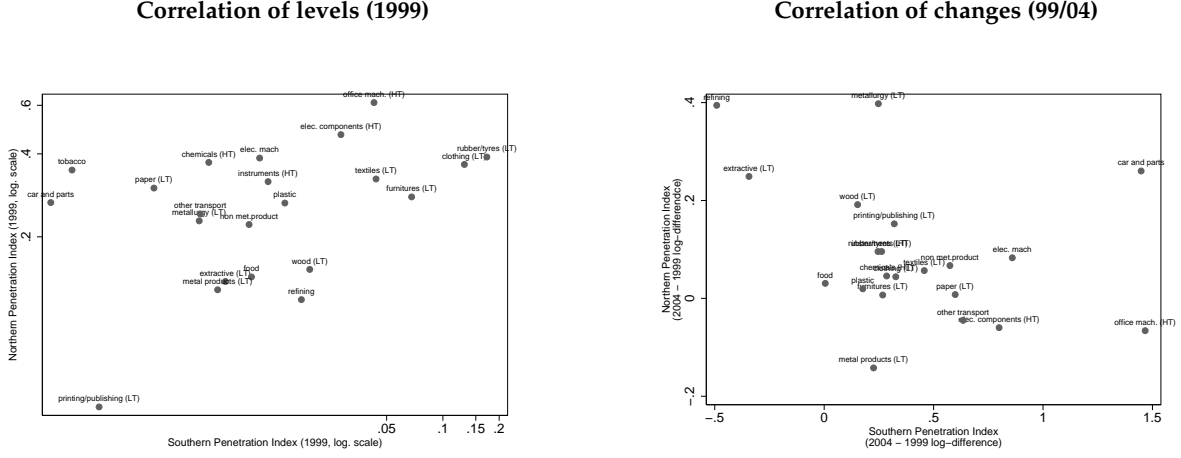 Correlation of levels (1999)
Northern Penetration Index (1999, log. scale)
.6
.4
.2
office mach. (HT)
elec. components (HT)
rubber/tyres (LT)
clothing (LT)
elec. mach
chemicals (HT)
tobacco
textiles (LT)
instruments (HT)
paper (LT)
furnitures (LT)
car and parts
plastic
other transport
metallurgy (LT)
non met.product
wood (LT)
food
extractive (LT)
metal products (LT)
refining
printing/publishing (LT)
.05 .1 .15 .2
Southern Penetration Index (1999, log. scale)
Correlation of changes (99/04)
Northern Penetration Index
(2004 − 1999 log−differendce)
.4
.2
0
−.2
refining
metallurgy (LT)
car and parts
extractive (LT)
wood (LT)
printing/publishing (LT)
elec. mach
non met.product
textiles (LT)
chemicals (HT)
clothing (LT)
food
plastic
furnitures (LT)
paper (LT)
other transport
elec. components (HT)
office mach. (HT)
metal products (LT)
−.5 0 .5 1 1.5
Southern Penetration Index
(2004 − 1999 log−difference)